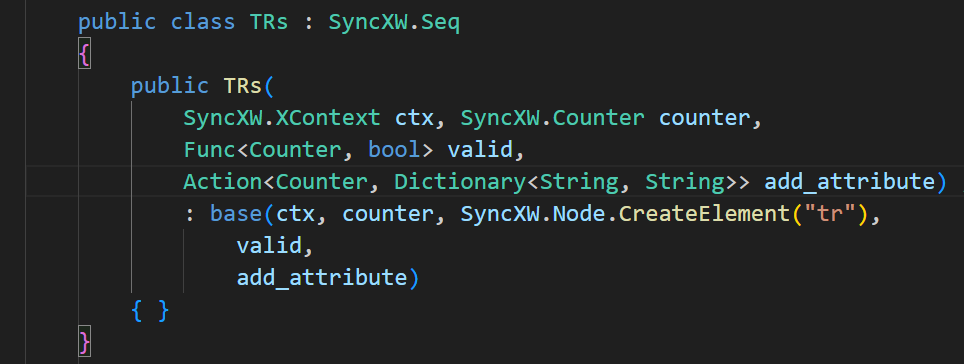 public class TRs : SyncXW.Seq
{
public TRs(
SyncXW.XContext ctx, SyncXW.Counter counter,
Func<Counter, bool> valid,
Action<Counter, Dictionary<String, String>> add_attribute)
: base(ctx, counter, SyncXW.Node.CreateElement("tr"),
valid,
add_attribute)
{ }
}